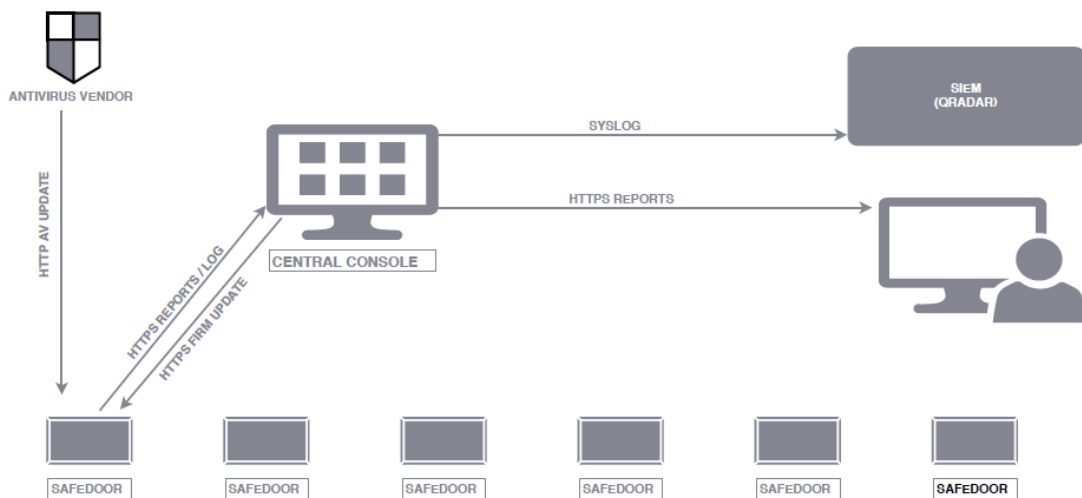 ANTIVIRUS VENDOR
SIEM
(QRADAR)
SYSLOG
HTTPS REPORTS
HTTP AV UPDATE
CENTRAL CONSOLE
HTTPS REPORTS / LOG
HTTPS FIRM UPDATE
SAFEDOOR
SAFEDOOR
SAFEDOOR
SAFEDOOR
SAFEDOOR
SAFEDOOR